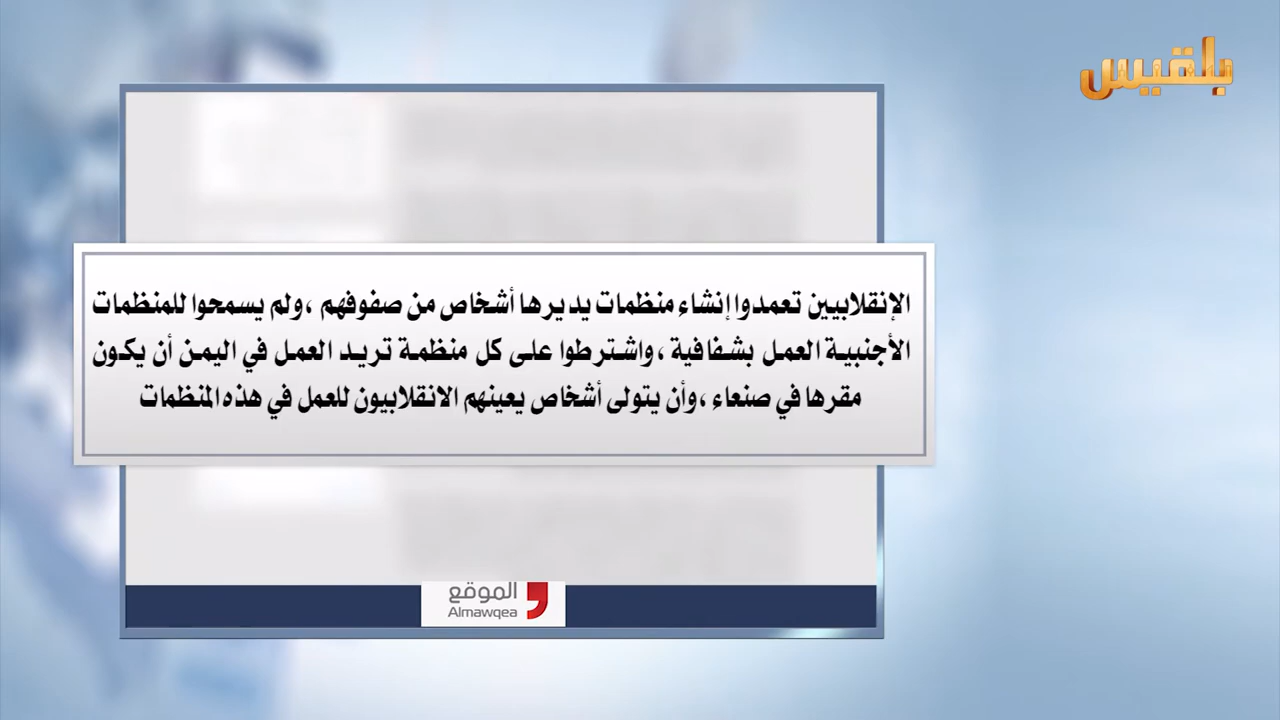 بلقيس
الإنقلابيين تعمدوا إنشاء منظمات يديرها أشخاص من صفوفهم ،ولم يسمحوا للمنظمات
الأجنبية العمل بشفافية ،واشترطوا على كل منظمة تريد العمل في اليمن أن يكون
مقرها في صنعاء ،وأن يتولى أشخاص يعينهم الانقلابيون للعمل في هذه المنظمات
الموقع
Almawqea